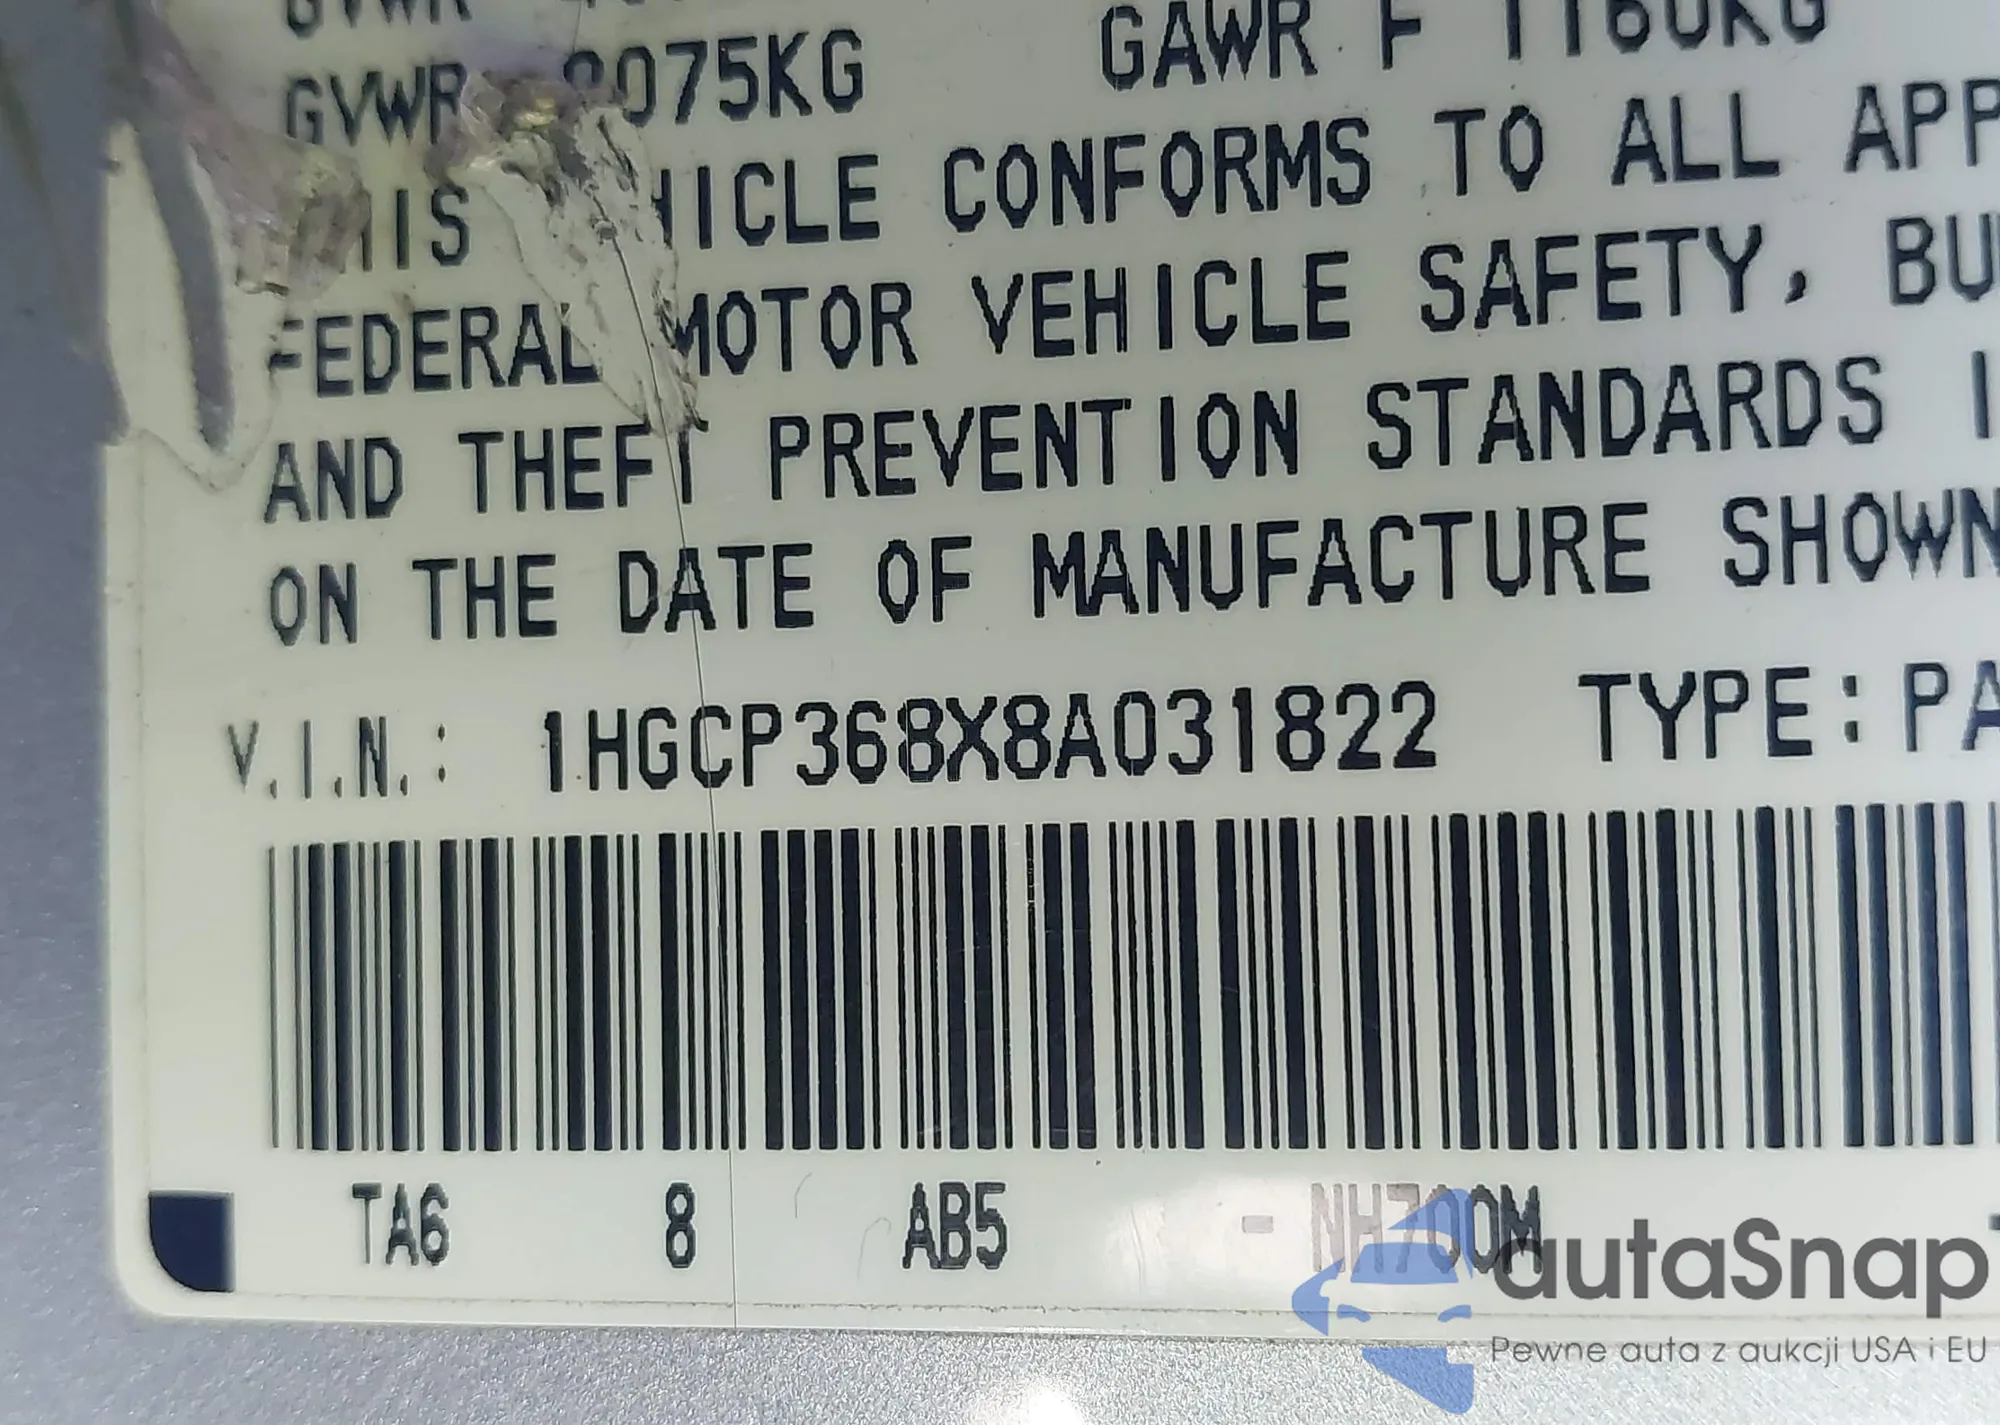 GVWR
GVWR 2075KG GAWR F 1160KG
THIS VEHICLE CONFORMS TO ALL APP
FEDERAL MOTOR VEHICLE SAFETY, BU
AND THEFT PREVENTION STANDARDS I
ON THE DATE OF MANUFACTURE SHOWN
V.I.N.: 1HGCP368X8A031822 TYPE: PA
TA6 8 AB5 - NH700M
autaSnap
Pewne auta z aukcji USA i EU